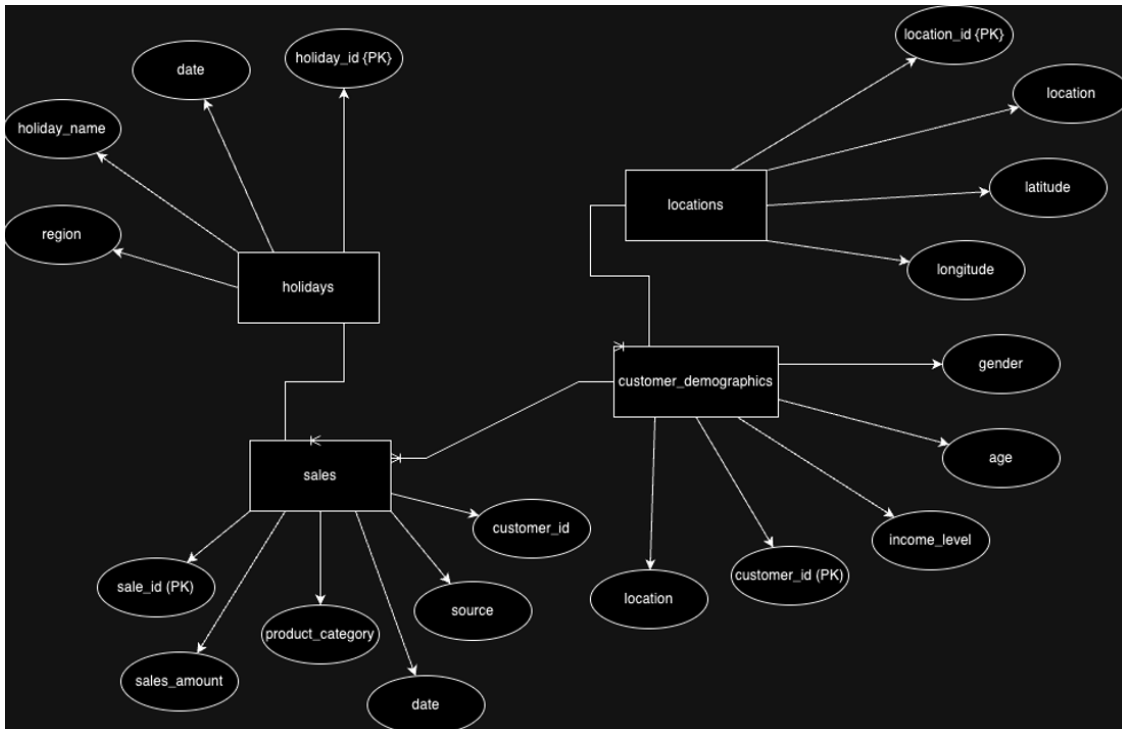 location_id {PK}
holiday_id {PK}
date
location
holiday_name
latitude
locations
region
longitude
holidays
gender
customer_demographics
age
sales
customer_id
income_level
customer_id (PK)
sale_id (PK)
location
source
product_category
sales_amount
date